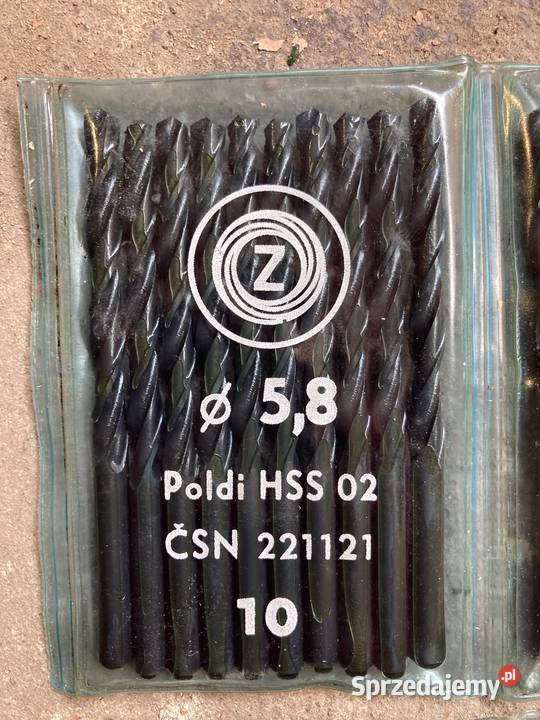 Z
ø 5,8
Poldi HSS 02
ČSN 221121
10
Sprzedajemy.pl